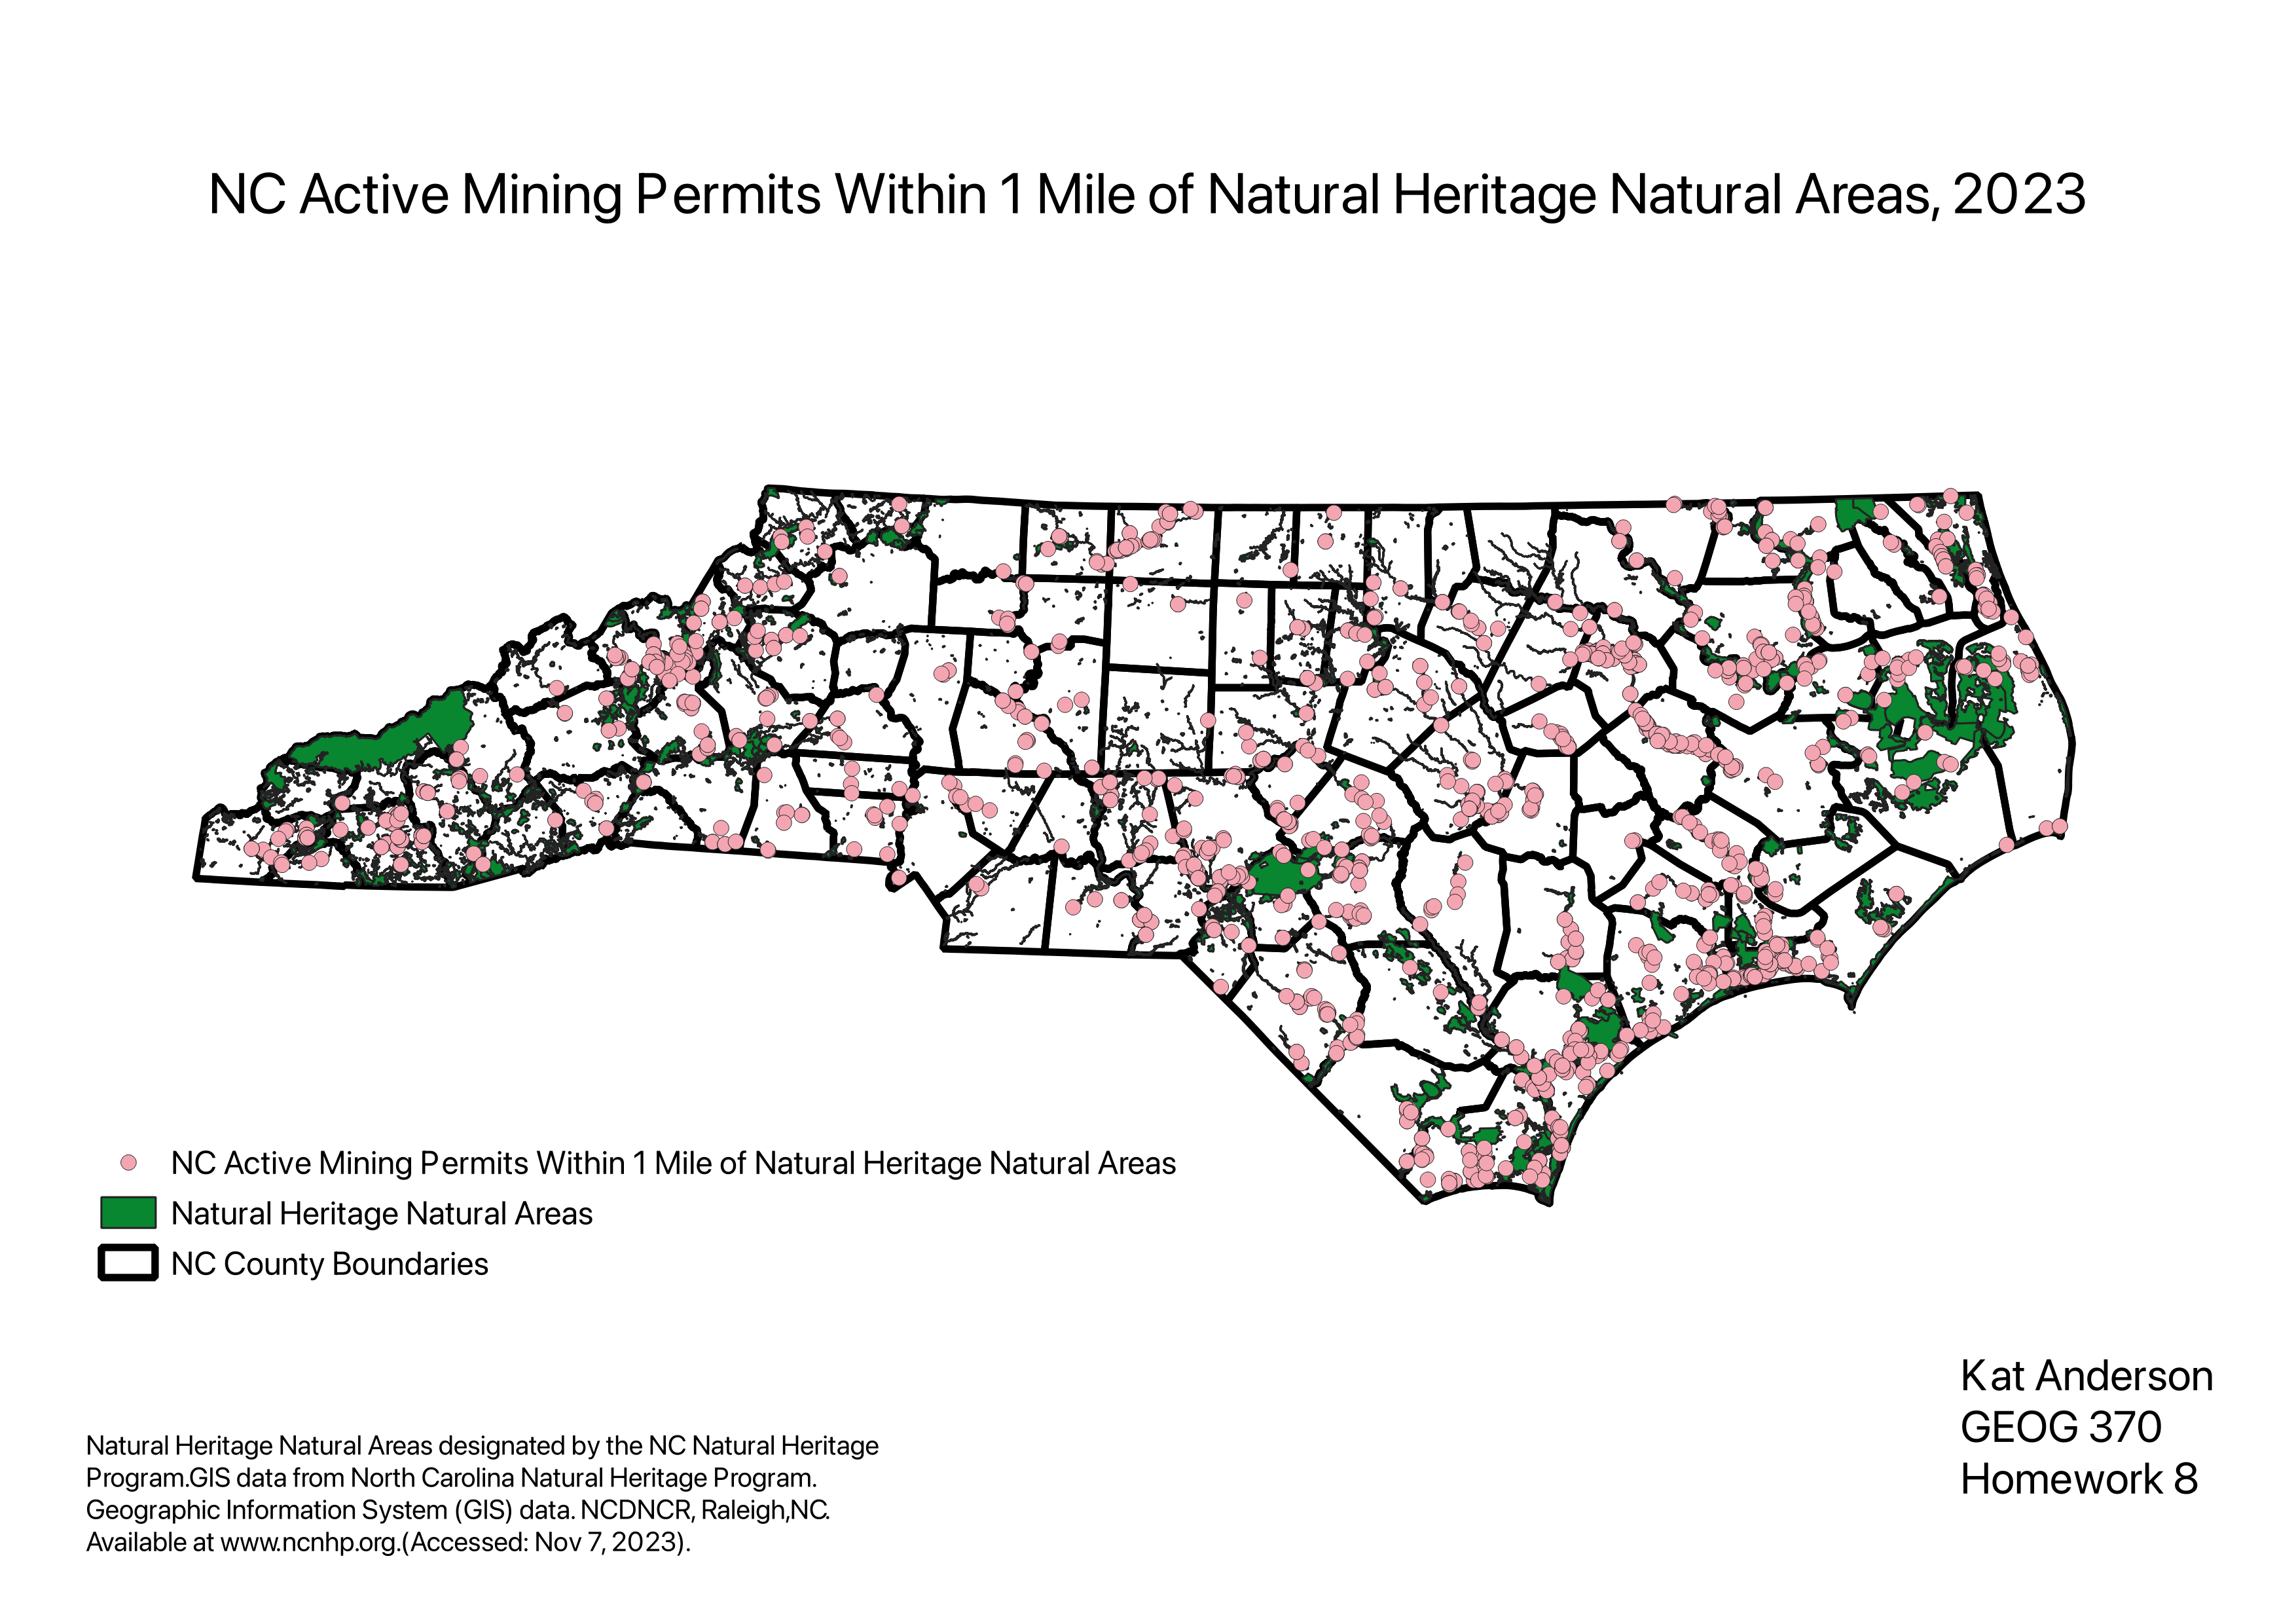 NC Active Mining Permits Within 1 Mile of Natural Heritage Natural Areas, 2023
NC Active Mining Permits Within 1 Mile of Natural Heritage Natural Areas
Natural Heritage Natural Areas
NC County Boundaries
Kat Anderson
GEOG 370
Homework 8
Natural Heritage Natural Areas designated by the NC Natural Heritage
Program.GIS data from North Carolina Natural Heritage Program.
Geographic Information System (GIS) data. NCDNCR, Raleigh,NC.
Available at www.ncnhp.org.(Accessed: Nov 7, 2023).